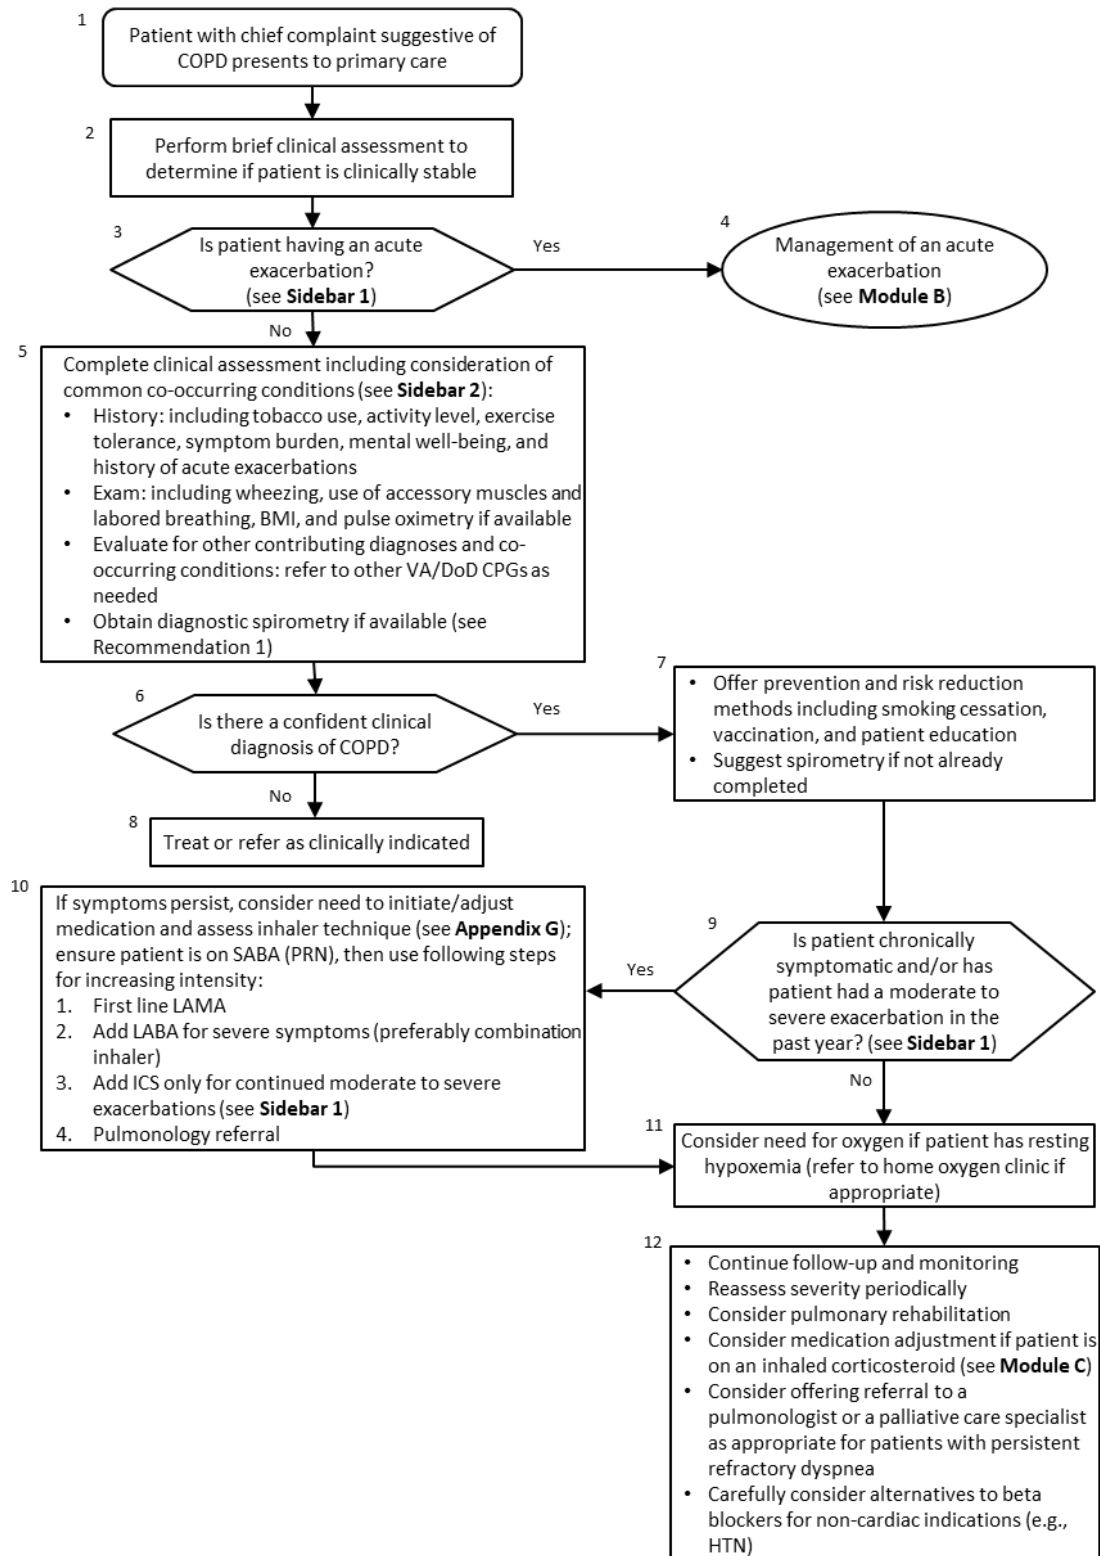 1
Patient with chief complaint suggestive of
COPD presents to primary care
2
Perform brief clinical assessment to
determine if patient is clinically stable
3
Is patient having an acute
exacerbation?
(see Sidebar 1)
Yes
4
Management of an acute
exacerbation
(see Module B)
No
5
Complete clinical assessment including consideration of
common co-occurring conditions (see Sidebar 2):
• History: including tobacco use, activity level, exercise
tolerance, symptom burden, mental well-being, and
history of acute exacerbations
• Exam: including wheezing, use of accessory muscles and
labored breathing, BMI, and pulse oximetry if available
• Evaluate for other contributing diagnoses and co-
occurring conditions: refer to other VA/DoD CPGs as
needed
• Obtain diagnostic spirometry if available (see
Recommendation 1)
6
Is there a confident clinical
diagnosis of COPD?
Yes
7
• Offer prevention and risk reduction
methods including smoking cessation,
vaccination, and patient education
• Suggest spirometry if not already
completed
No
8
Treat or refer as clinically indicated
9
Is patient chronically
symptomatic and/or has
patient had a moderate to
severe exacerbation in the
past year? (see Sidebar 1)
Yes
10
If symptoms persist, consider need to initiate/adjust
medication and assess inhaler technique (see Appendix G);
ensure patient is on SABA (PRN), then use following steps
for increasing intensity:
1. First line LAMA
2. Add LABA for severe symptoms (preferably combination
inhaler)
3. Add ICS only for continued moderate to severe
exacerbations (see Sidebar 1)
4. Pulmonology referral
No
11
Consider need for oxygen if patient has resting
hypoxemia (refer to home oxygen clinic if
appropriate)
12
• Continue follow-up and monitoring
• Reassess severity periodically
• Consider pulmonary rehabilitation
• Consider medication adjustment if patient is
on an inhaled corticosteroid (see Module C)
• Consider offering referral to a
pulmonologist or a palliative care specialist
as appropriate for patients with persistent
refractory dyspnea
• Carefully consider alternatives to beta
blockers for non-cardiac indications (e.g.,
HTN)